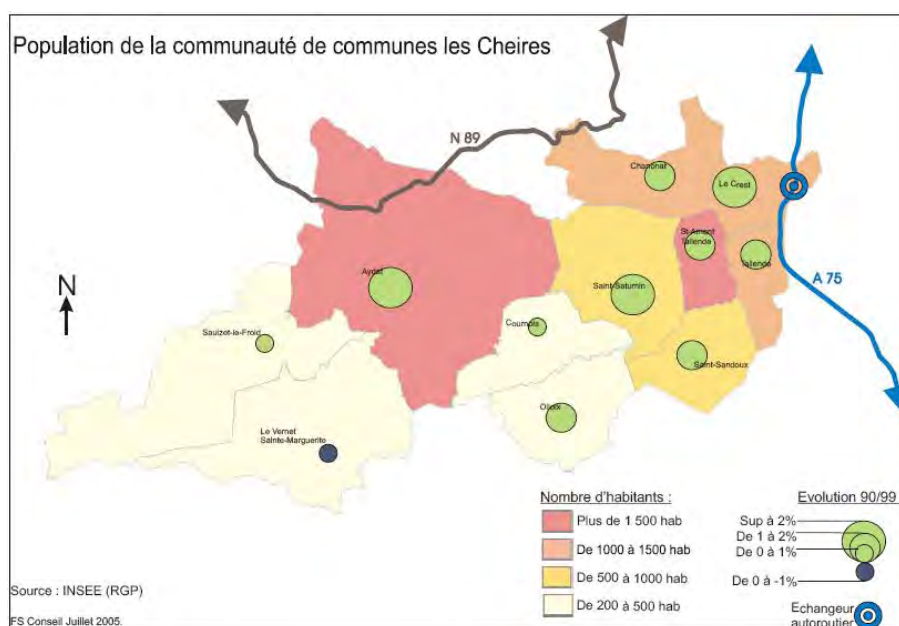 Population de la communauté de communes les Cheires
N 89
Chanonat
Le Crest
St-Amant
Tallende
Tallende
A 75
Aydat
Saint-Saturnin
N
Cournols
Saulzet-le-Froid
Saint-Sandoux
Olloix
Le Vernet
Sainte-Marguerite
Nombre d'habitants :
Plus de 1 500 hab
De 1000 à 1500 hab
De 500 à 1000 hab
De 200 à 500 hab
Evolution 90/99
Sup à 2%
De 1 à 2%
De 0 à 1%
De 0 à -1%
Echangeur
autoroutier
Source : INSEE (RGP)
FS Conseil Juillet 2005.